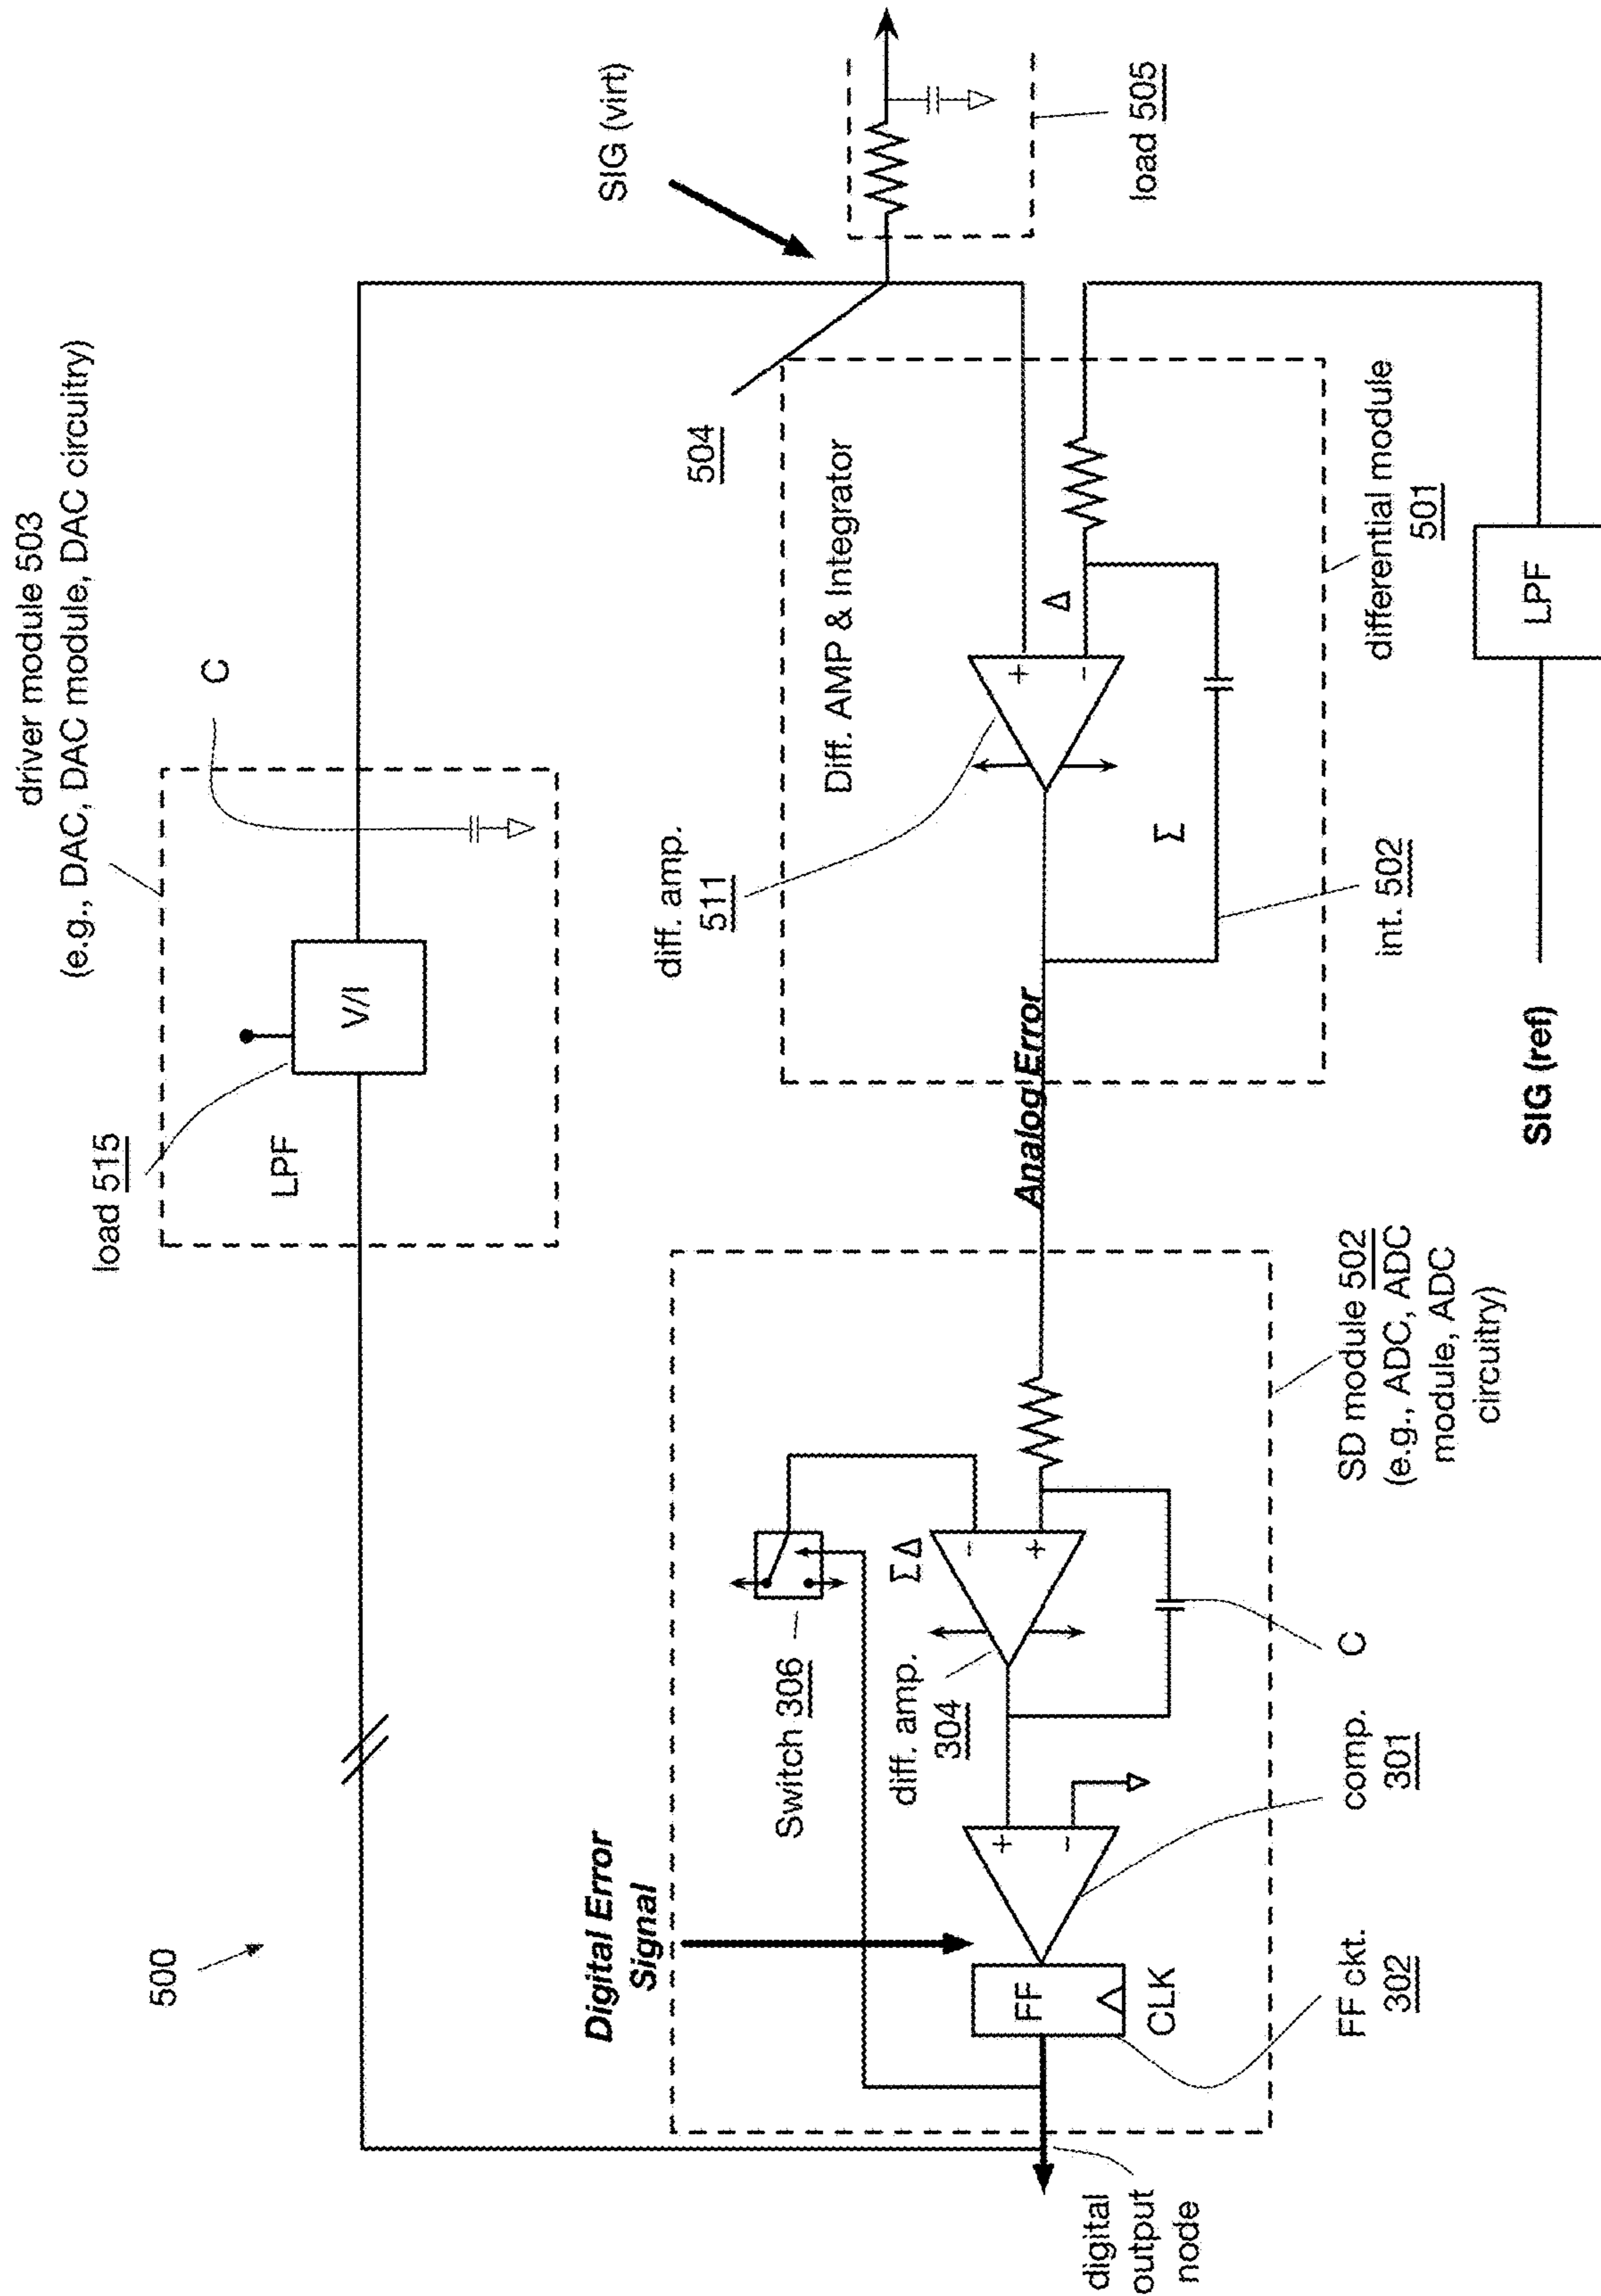 500
driver module 503
(e.g., DAC, DAC module, DAC circuitry)
load 515
LPF
V/I
C
SIG (virt)
504
load 505
Digital Error
Signal
Switch 306
ΣΔ
-
+
diff. amp.
304
+
-
FF
CLK
digital
output
node
FF ckt.
302
comp.
301
C
SD module 502
(e.g., ADC, ADC
module, ADC
circuitry)
Analog Error
diff. amp.
511
Diff. AMP & Integrator
+
-
Δ
Σ
int. 502
differential module
501
SIG (ref)
LPF